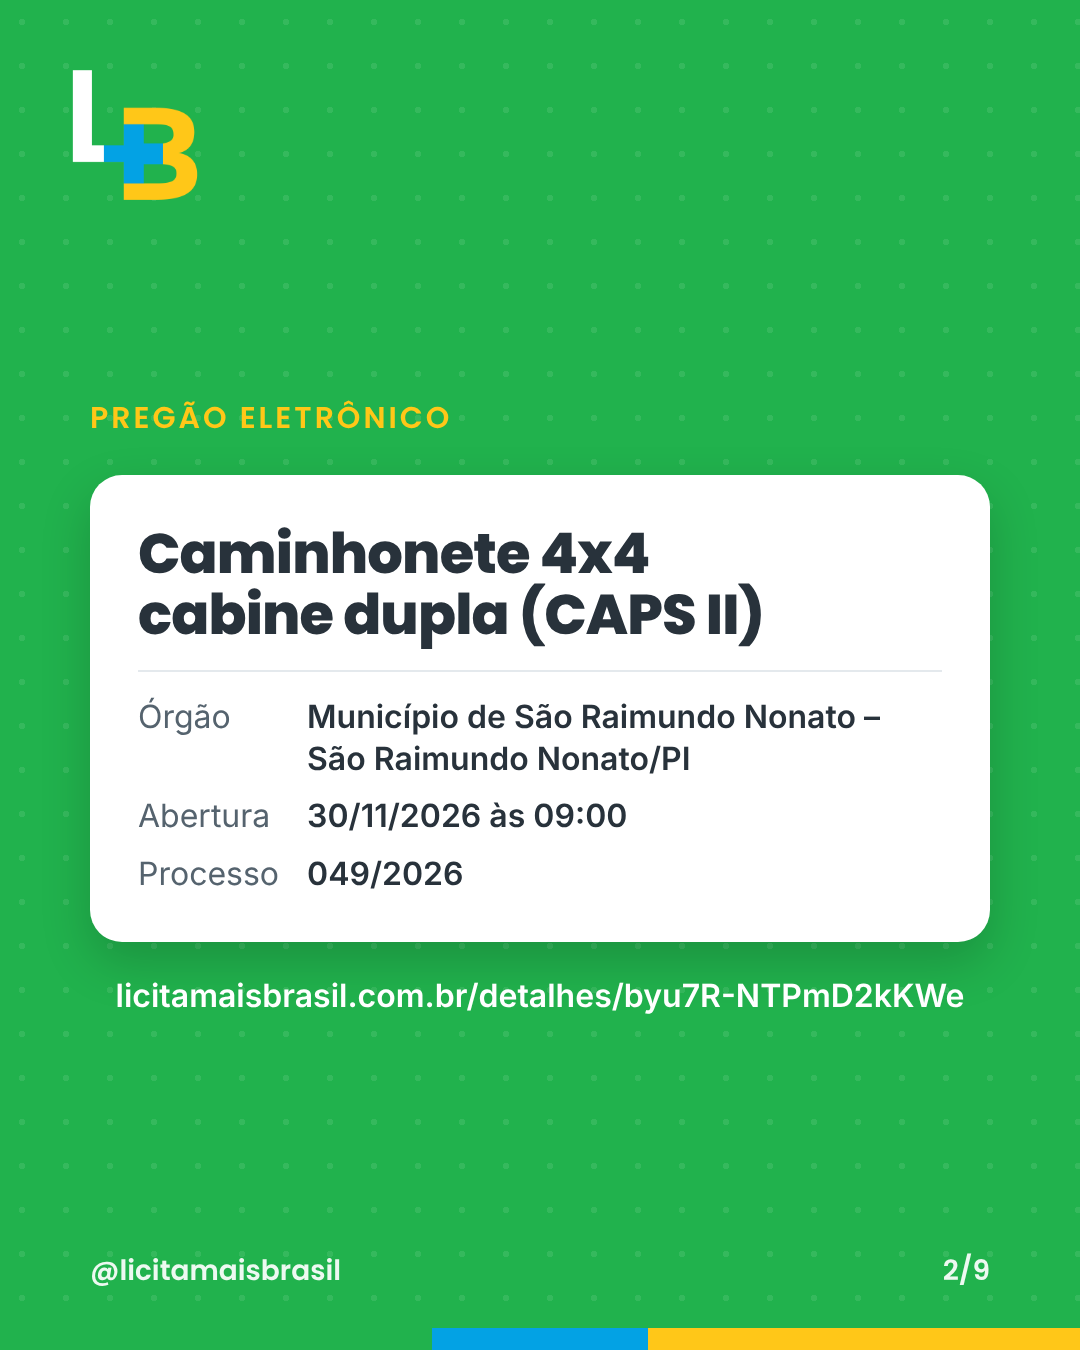 L+B
PREGÃO ELETRÔNICO
Caminhonete 4x4
cabine dupla (CAPS II)
Órgão
Município de São Raimundo Nonato –
São Raimundo Nonato/PI
Abertura
30/11/2026 às 09:00
Processo
049/2026
licitamaisbrasil.com.br/detalhes/byu7R-NTPmD2kKWe
@licitamaisbrasil
2/9